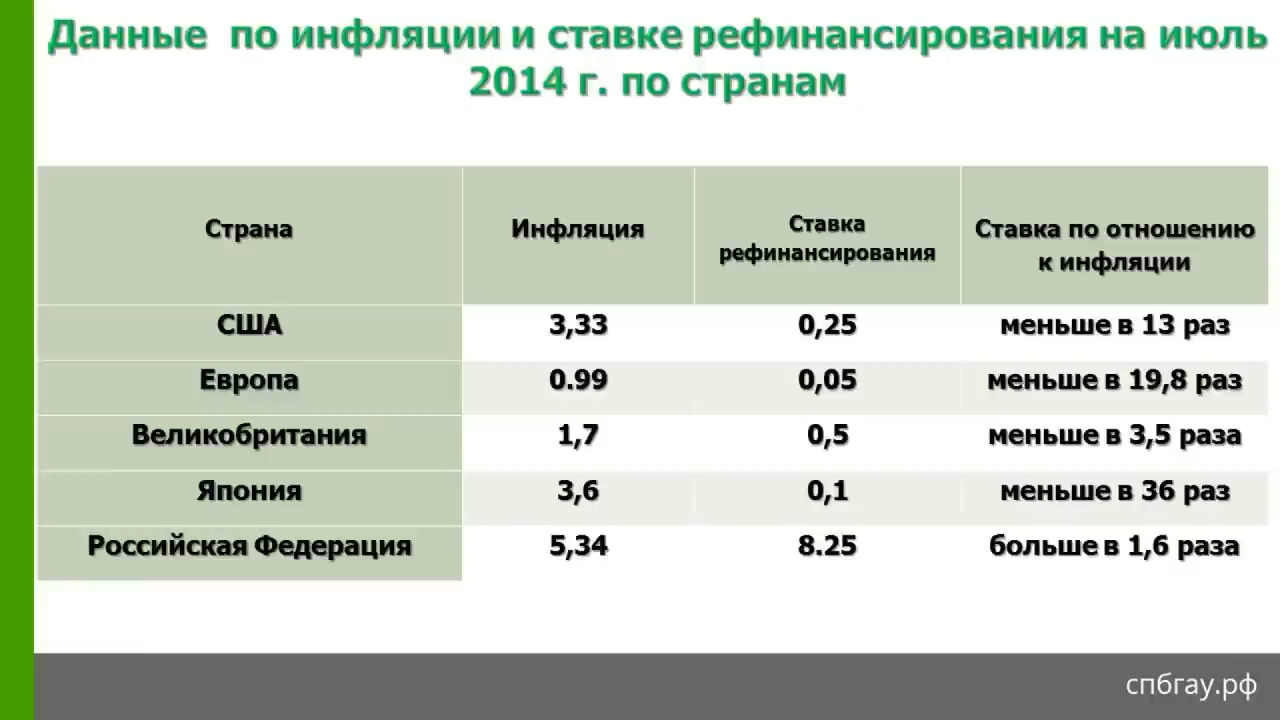 Данные по инфляции и ставке рефинансирования на июль
2014 г. по странам
Страна
Инфляция
Ставка
рефинансирования
Ставка по отношению
к инфляции
США
3,33
0,25
меньше в 13 раз
Европа
0.99
0,05
меньше в 19,8 раз
Великобритания
1,7
0,5
меньше в 3,5 раза
Япония
3,6
0,1
меньше в 36 раз
Российская Федерация
5,34
8.25
больше в 1,6 раза
спбгау.рф